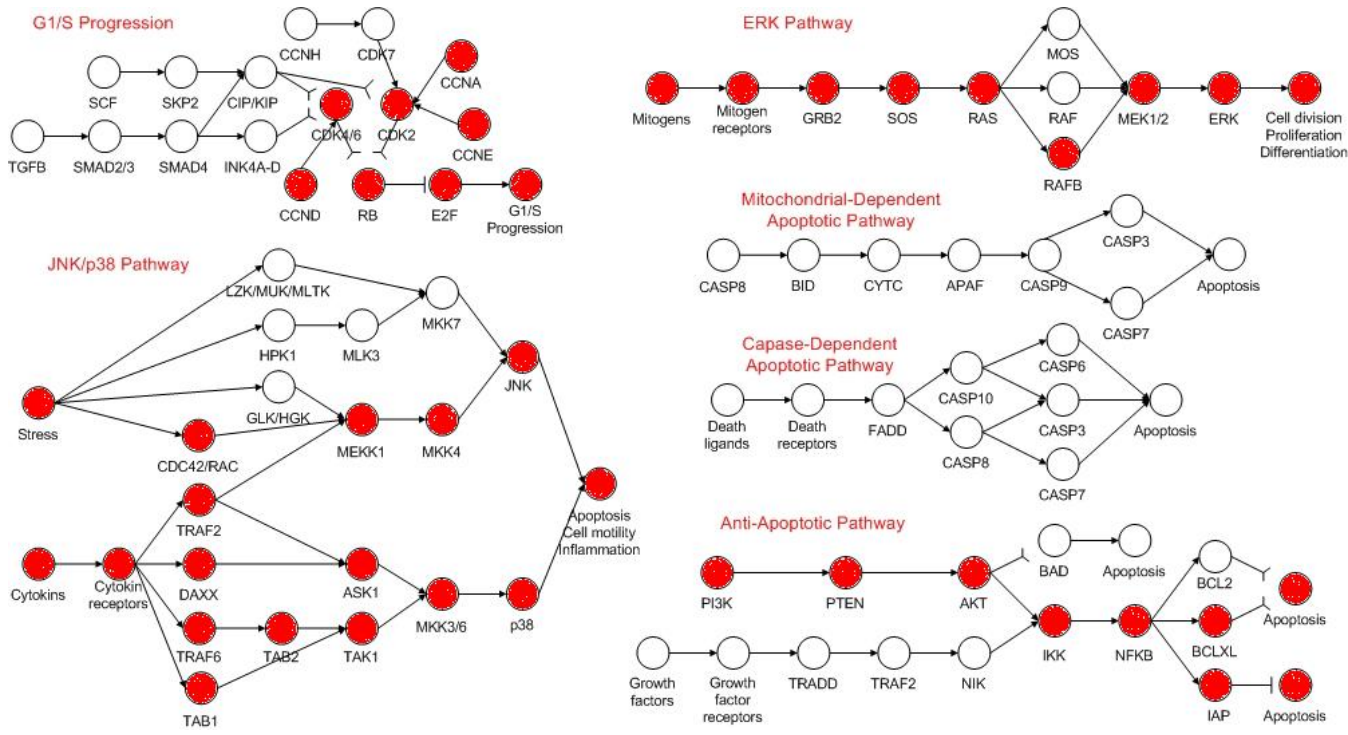 G1/S Progression
CCNH
CDK7
CCNA
SCF
SKP2
CIP/KIP
CDK4/6
CDK2
CCNE
TGFB
SMAD2/3
SMAD4
INK4A-D
CCND
RB
E2F
G1/S
Progression
JNK/p38 Pathway
LZK/MUK/MLTK
MKK7
HPK1
MLK3
JNK
Stress
GLK/HGK
MEKK1
MKK4
CDC42/RAC
TRAF2
Apoptosis
Cell motility
Inflammation
Cytokins
Cytokin
receptors
DAXX
ASK1
MKK3/6
p38
TRAF6
TAB2
TAK1
TAB1
ERK Pathway
MOS
Mitogens
Mitogen
receptors
GRB2
SOS
RAS
RAF
MEK1/2
ERK
Cell division
Proliferation
Differentiation
RAFB
Mitochondrial-Dependent
Apoptotic Pathway
CASP3
CASP8
BID
CYTC
APAF
CASP9
Apoptosis
CASP7
Capase-Dependent
Apoptotic Pathway
CASP6
CASP10
Death
ligands
Death
receptors
FADD
CASP3
Apoptosis
CASP8
CASP7
Anti-Apoptotic Pathway
BAD
Apoptosis
BCL2
PI3K
PTEN
AKT
Apoptosis
IKK
NFKB
BCLXL
Growth
factors
Growth
factor
receptors
TRADD
TRAF2
NIK
IAP
Apoptosis